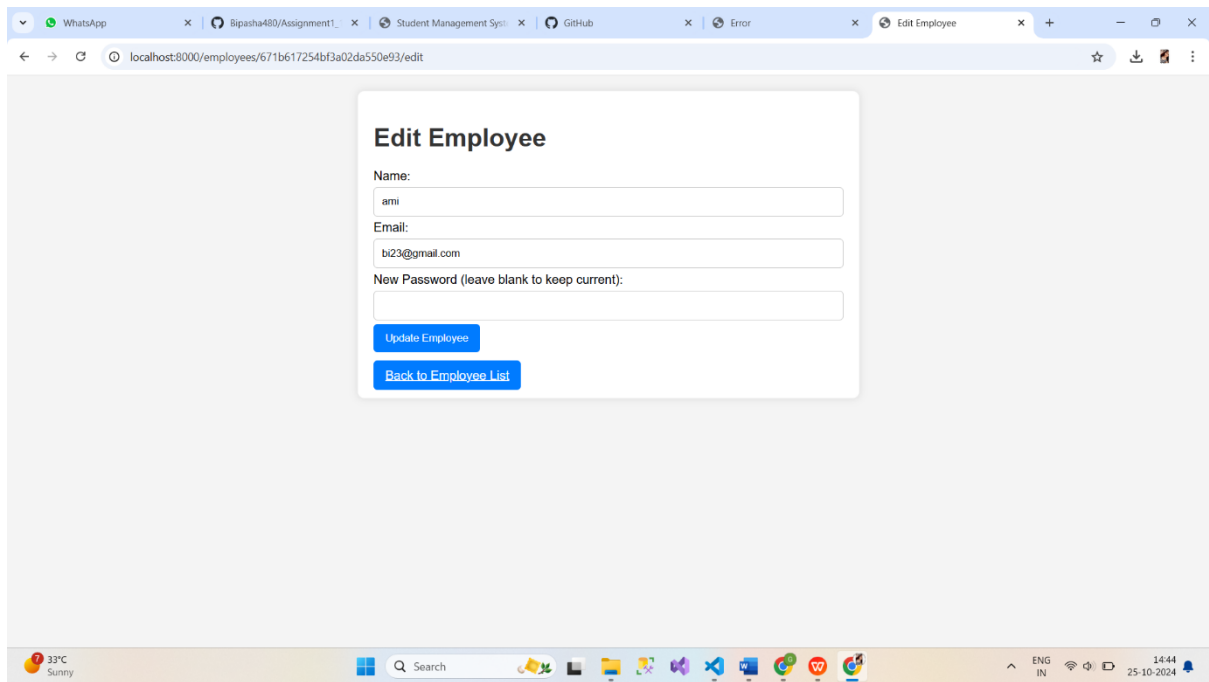 WhatsApp
Bipasha480/Assignment1_
Student Management Syst
GitHub
Error
Edit Employee
localhost:8000/employees/671b617254bf3a02da550e93/edit
Edit Employee
Name:
ami
Email:
bi23@gmail.com
New Password (leave blank to keep current):
Update Employee
Back to Employee List
7
33°C
Sunny
Search
ENG
IN
14:44
25-10-2024